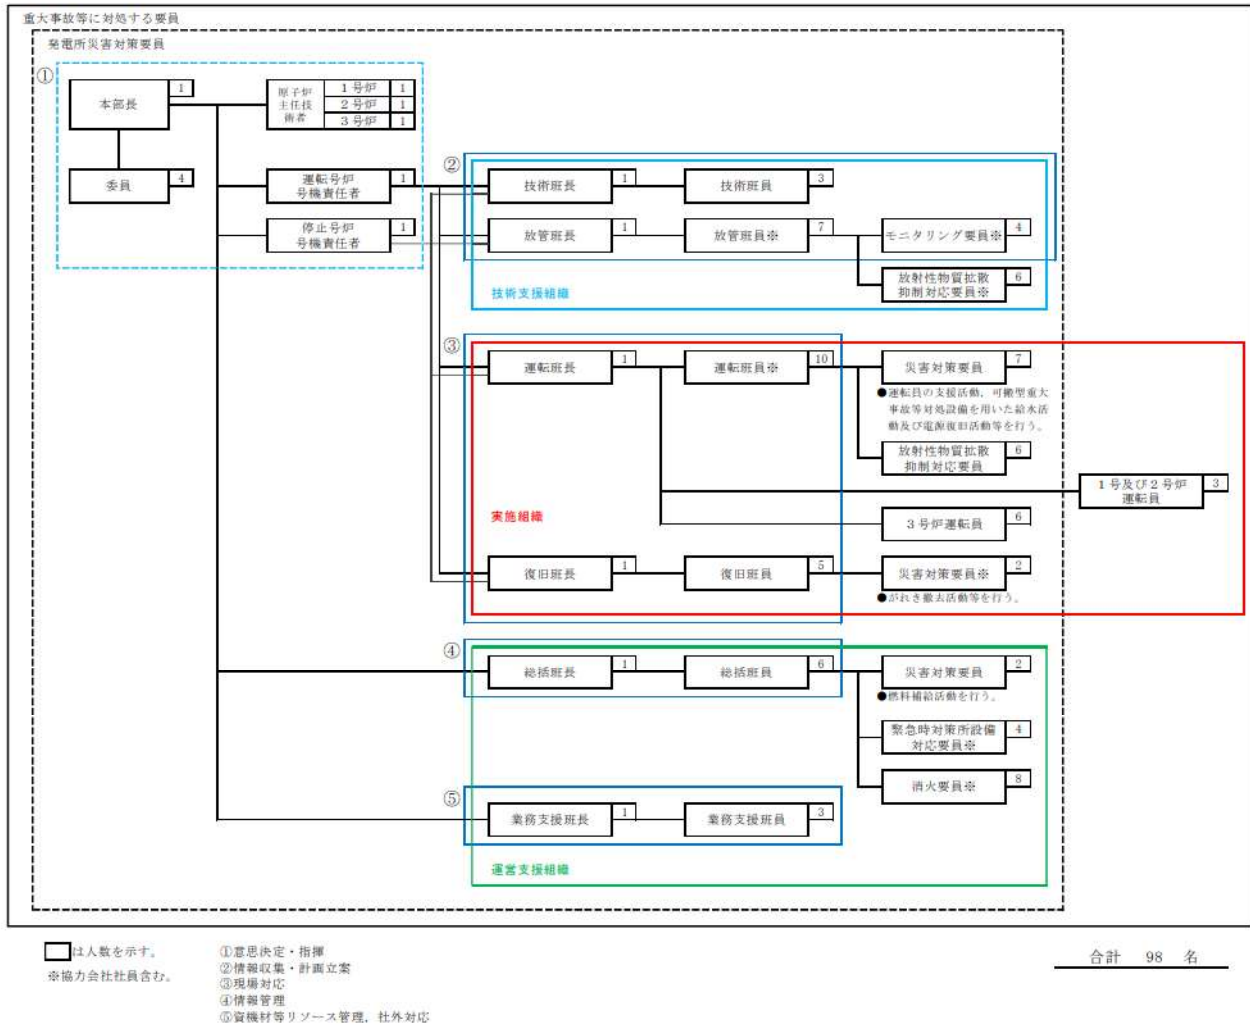 重大事故等に対処する要員
発電所災害対策要員
①
本部長
1
原子炉
主任技
術者
1号炉
1
2号炉
1
3号炉
1
委員
4
運転号炉
号機責任者
1
停止号炉
号機責任者
1
②
技術班長
1
技術班員
3
放管班長
1
放管班員※
7
モニタリング要員※
4
放射性物質拡散
抑制対応要員※
6
技術支援組織
③
運転班長
1
運転班員※
10
災害対策要員
7
●運転員の支援活動，可搬型重大
事故等対処設備を用いた給水活
動及び電源復旧活動等を行う。
放射性物質拡散
抑制対応要員
6
1号及び2号炉
運転員
3
実施組織
3号炉運転員
6
復旧班長
1
復旧班員
5
災害対策要員※
2
●がれき撤去活動等を行う。
④
総括班長
1
総括班員
6
災害対策要員
2
●燃料補給活動を行う。
緊急時対策所設備
対応要員※
4
消火要員※
8
⑤
業務支援班長
1
業務支援班員
3
運営支援組織
は人数を示す。
※協力会社社員含む。
①意思決定・指揮
②情報収集・計画立案
③現場対応
④情報管理
⑤資機材等リソース管理，社外対応
合計 98 名